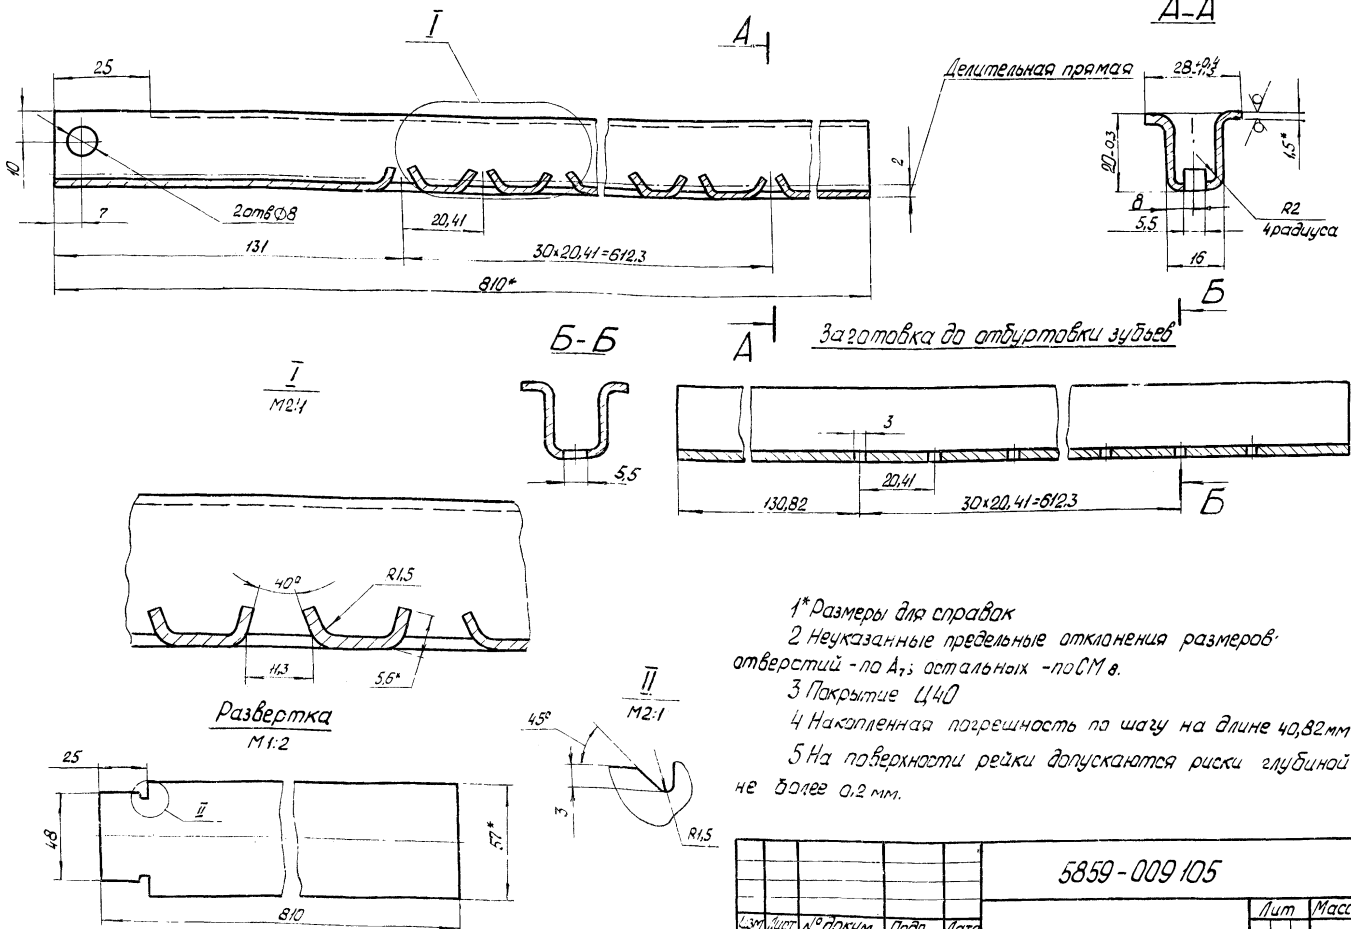 I
А
А-А
25
Делительная прямая
28 +0,4 -1,3
10
2
20-0,3
1,5*
2 отв Ф8
7
20,41
8
R2
5,5
4 радиуса
131
30×20,41=612,3
16
810*
Б
А
Б-Б
Заготовка до отбуртовки зубьев
I
М2:1
3
5,5
20,41
130,82
30×20,41=612,3
Б
40°
R1,5
11,3
5,6*
1* Размеры для справок
2 Неуказанные предельные отклонения размеров:
отверстий - по А7; остальных - по СМ8.
3 Покрытие Ц40
4 Накопленная погрешность по шагу на длине 40,82мм
5 На поверхности рейки допускаются риски глубиной
не более 0,2 мм.
Развертка
М1:2
II
М2:1
45°
25
II
3
48
57*
R1,5
810
5859-009105
Лит Масс
Изм Лист № докум. Подп. Дата